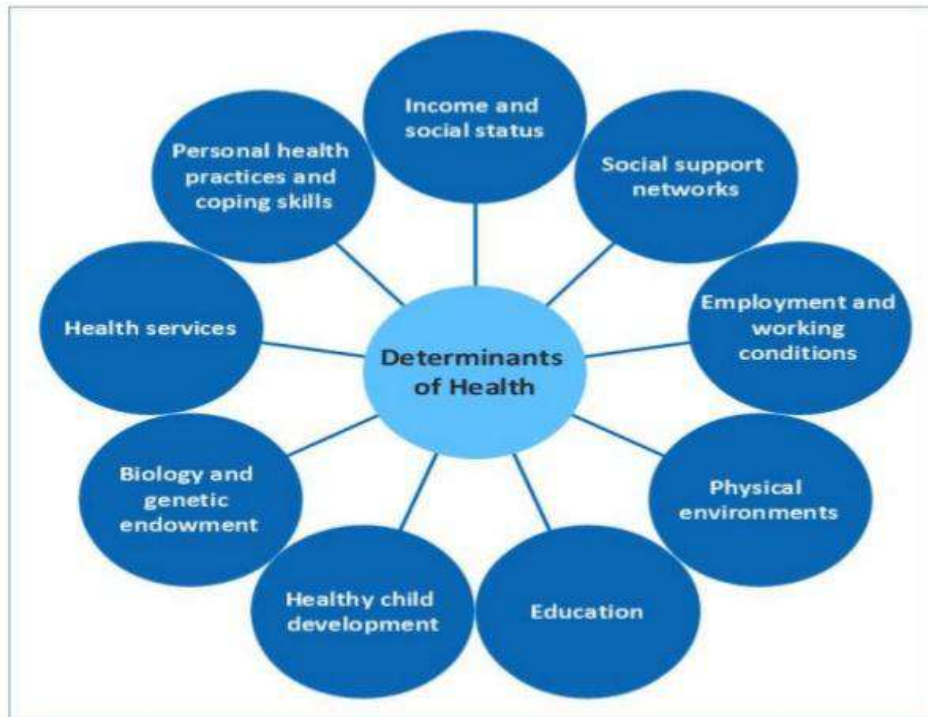 Income and
social status
Social support
networks
Employment and
working
conditions
Physical
environments
Education
Healthy child
development
Biology and
genetic
endowment
Health services
Personal health
practices and
coping skills
Determinants
of Health